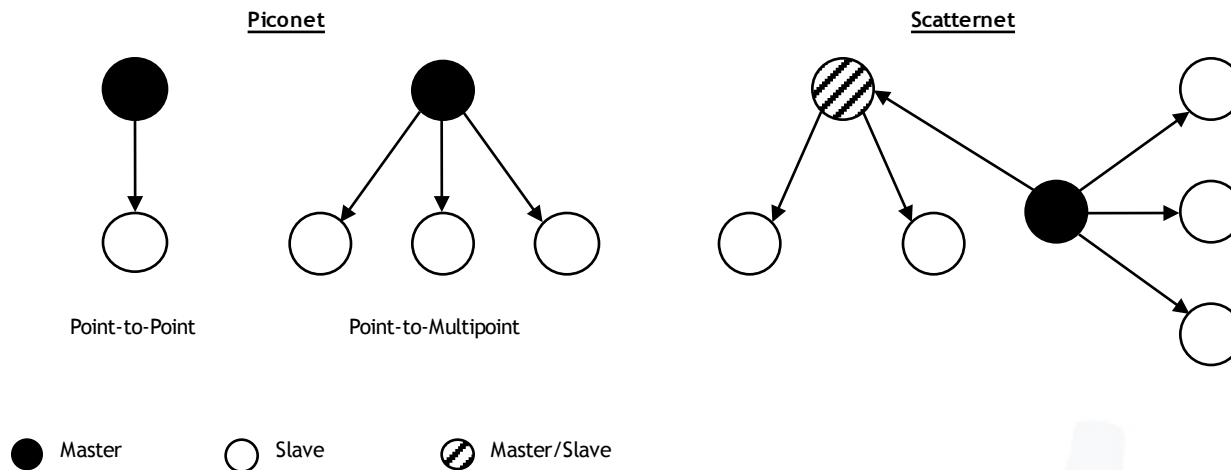 Piconet
Scatternet
Point-to-Point
Point-to-Multipoint
Master
Slave
Master/Slave